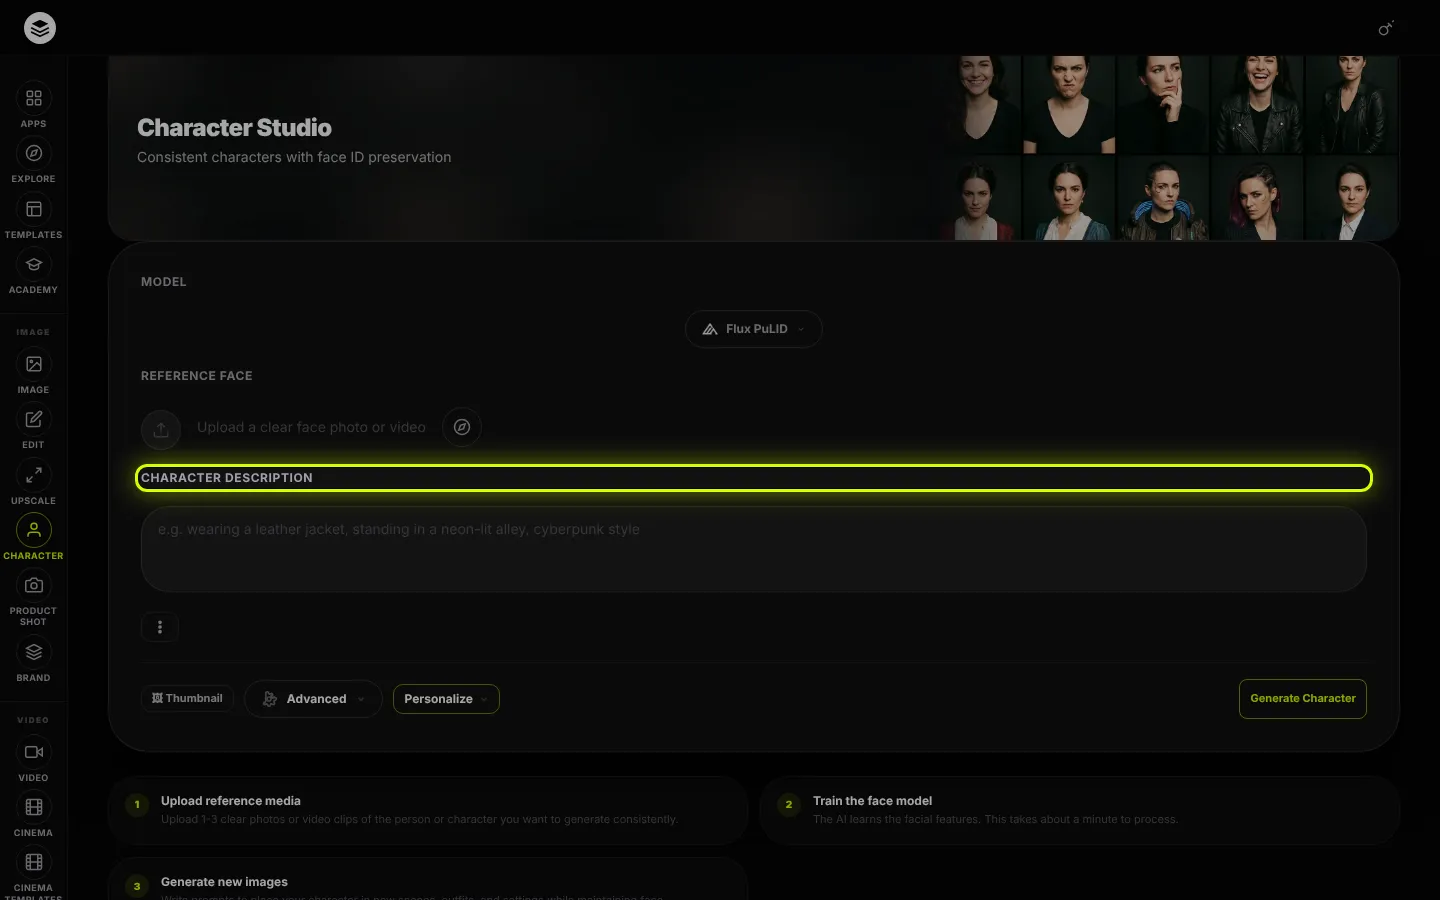 Character Studio
Consistent characters with face ID preservation
APPS
EXPLORE
TEMPLATES
ACADEMY
IMAGE
IMAGE
EDIT
UPSCALE
CHARACTER
PRODUCT
SHOT
BRAND
VIDEO
VIDEO
CINEMA
CINEMA
TEMPLATES
MODEL
Flux PuLID
REFERENCE FACE
Upload a clear face photo or video
CHARACTER DESCRIPTION
e.g. wearing a leather jacket, standing in a neon-lit alley, cyberpunk style
Thumbnail
Advanced
Personalize
Generate Character
1
Upload reference media
Upload 1-3 clear photos or video clips of the person or character you want to generate consistently.
2
Train the face model
The AI learns the facial features. This takes about a minute to process.
3
Generate new images